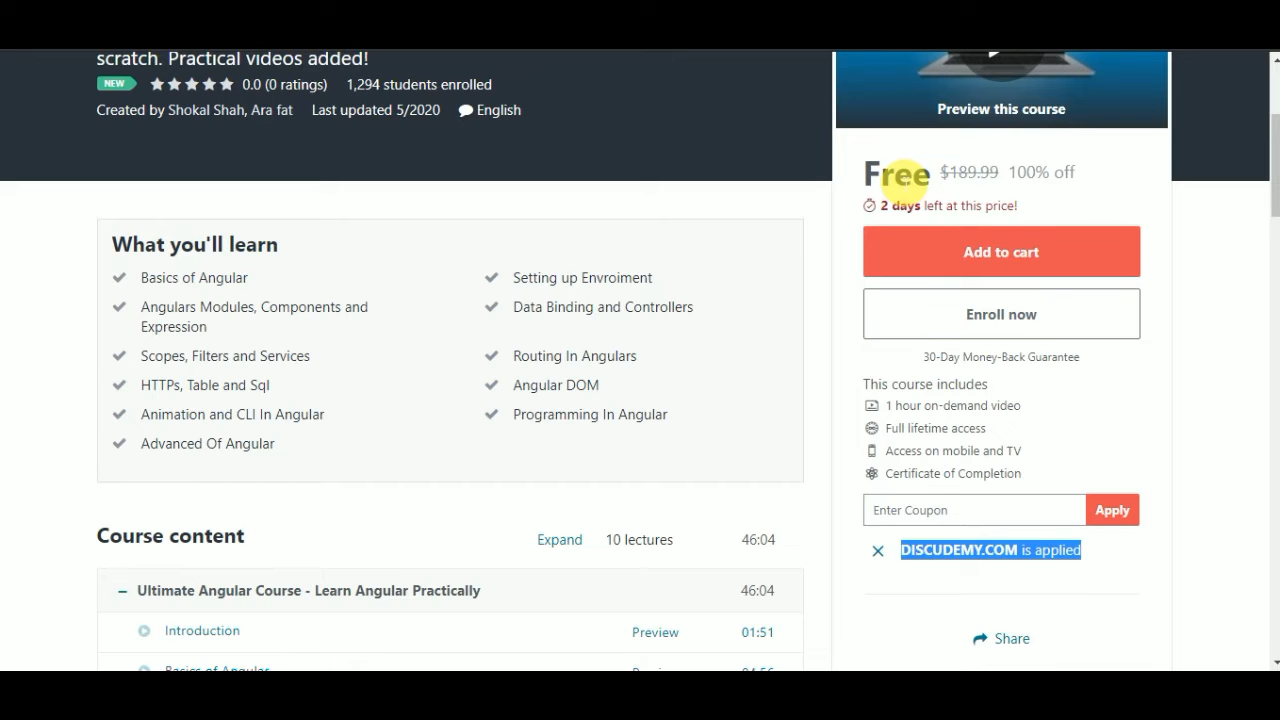 scratch. Practical videos added!
NEW 0.0 (0 ratings) 1,294 students enrolled
Created by Shokal Shah, Ara fat Last updated 5/2020 English
Preview this course
Free $189.99 100% off
2 days left at this price!
Add to cart
Enroll now
30-Day Money-Back Guarantee
This course includes
1 hour on-demand video
Full lifetime access
Access on mobile and TV
Certificate of Completion
Enter Coupon Apply
DISCUDEMY.COM is applied
Share
What you'll learn
Basics of Angular
Setting up Envroiment
Angulars Modules, Components and
Expression
Data Binding and Controllers
Scopes, Filters and Services
Routing In Angulars
HTTPs, Table and Sql
Angular DOM
Animation and CLI In Angular
Programming In Angular
Advanced Of Angular
Course content Expand 10 lectures 46:04
Ultimate Angular Course - Learn Angular Practically 46:04
Introduction Preview 01:51
Basics of Angular